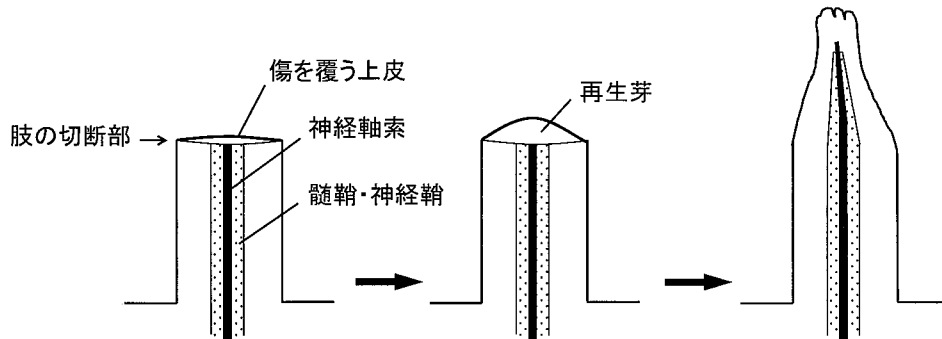 傷を覆う上皮
肢の切断部
神経軸索
髄鞘・神経鞘
再生芽